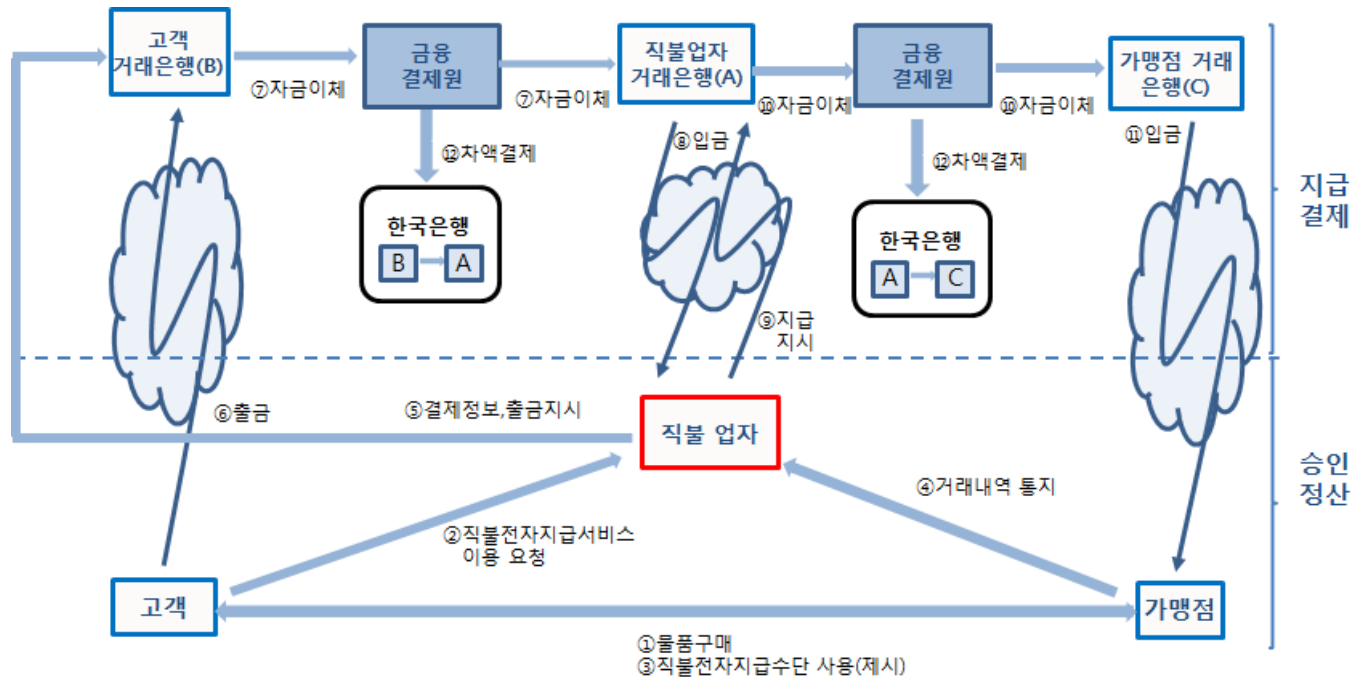 고객
거래은행(B)
금융
결제원
직불업자
거래은행(A)
금융
결제원
가맹점 거래
은행(C)
⑦자금이체
⑦자금이체
⑩자금이체
⑩자금이체
⑧입금
⑪입금
⑫차액결제
⑫차액결제
지급
결제
한국은행
B
A
한국은행
A
C
⑨지급
지시
⑥출금
⑤결제정보,출금지시
직불 업자
④거래내역 통지
승인
정산
②직불전자지급서비스
이용 요청
고객
가맹점
①물품구매
③직불전자지급수단 사용(제시)